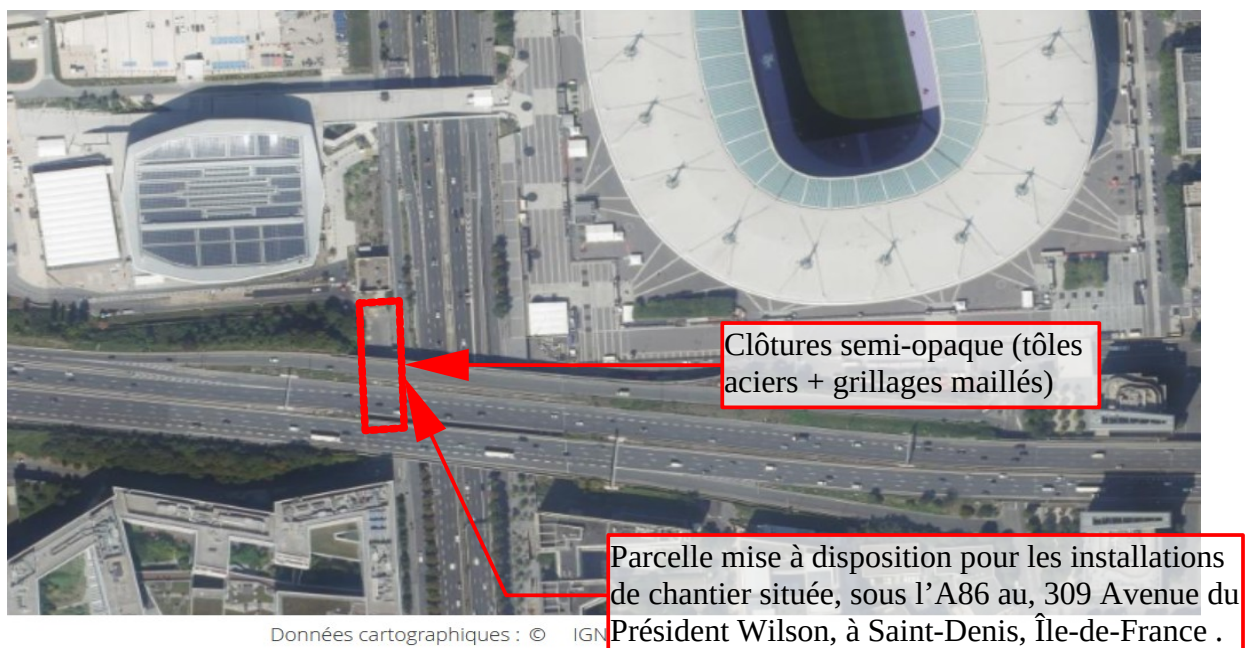 Clôtures semi-opaque (tôles
aciers + grillages maillés)
Parcelle mise à disposition pour les installations
de chantier située, sous l’A86 au, 309 Avenue du
Président Wilson, à Saint-Denis, Île-de-France .
Données cartographiques : © IGN